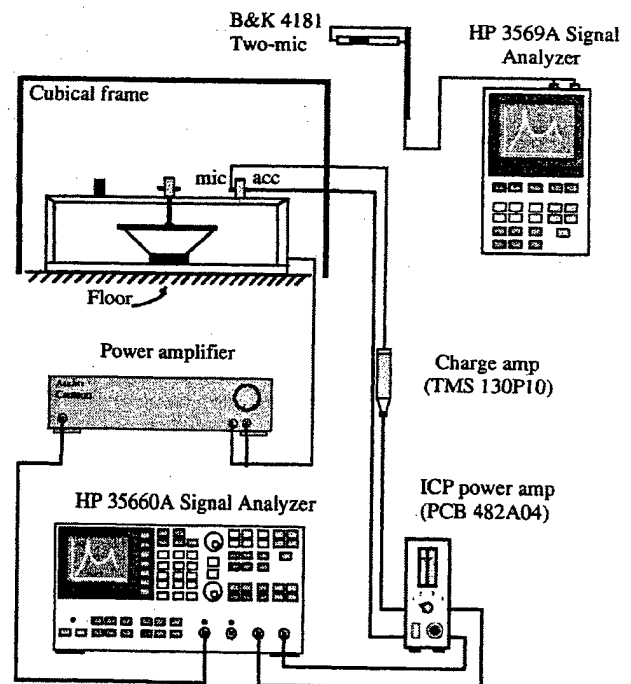 B&K 4181
Two-mic
HP 3569A Signal
Analyzer
Cubical frame
mic acc
Floor
Power amplifier
Charge amp
(TMS 130P10)
HP 35660A Signal Analyzer
ICP power amp
(PCB 482A04)